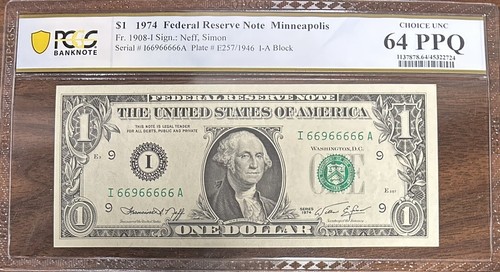 PCGS
BANKNOTE
$1 1974 Federal Reserve Note Minneapolis
Fr. 1908-I Sign.: Neff, Simon
Serial # I66966666A Plate # E257/1946 I-A Block
CHOICE UNC
64 PPQ
1137878.64/45322724
FEDERAL RESERVE NOTE
THE UNITED STATES OF AMERICA
THIS NOTE IS LEGAL TENDER
FOR ALL DEBTS, PUBLIC AND PRIVATE
I 66966666 A
WASHINGTON, D.C.
1
1
9
9
I
I 66966666 A
9
9
SERIES
1974
1
1
ONE DOLLAR